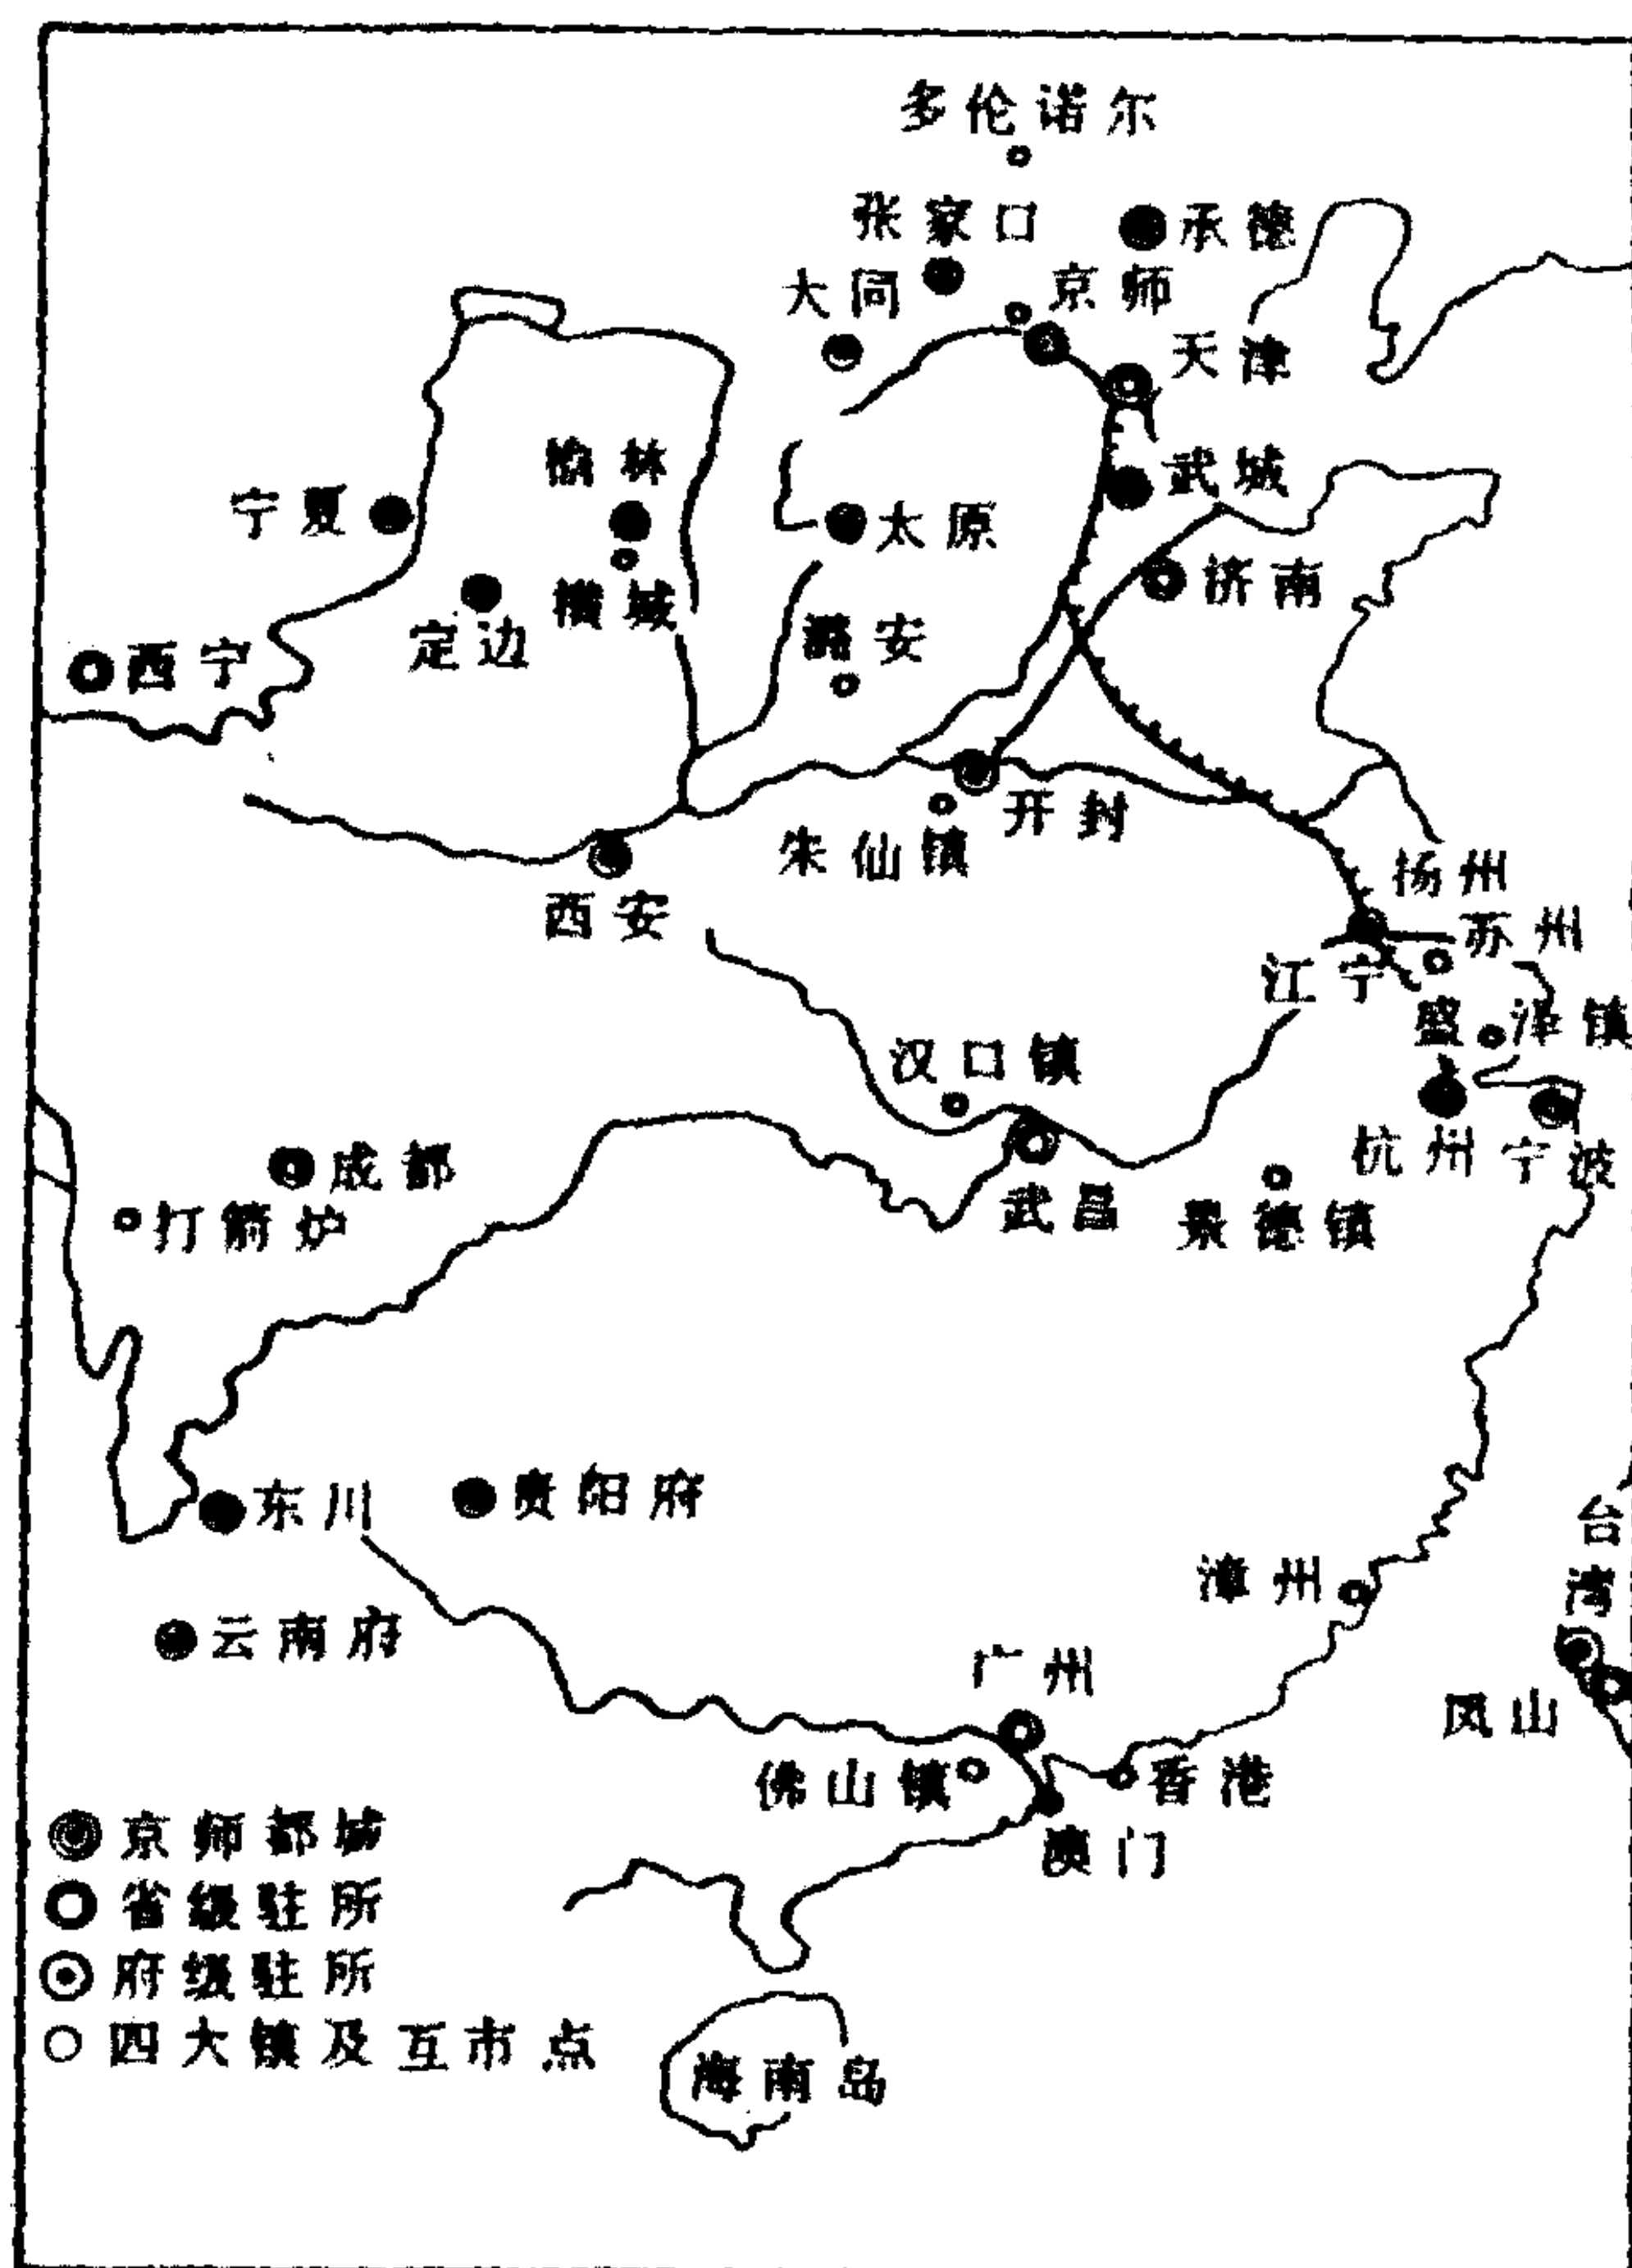 多伦诺尔
张家口
承德
大同
京师
天津
榆林
武城
宁夏
太原
济南
横城
定边
潞安
西宁
开封
朱仙镇
扬州
西安
苏州
江宁
盛泽镇
汉口镇
杭州
宁波
成都
打箭炉
武昌
景德镇
东川
贵阳府
台湾
漳州
云南府
广州
凤山
佛山镇
香港
澳门
京师都城
省级驻所
府级驻所
四大镇及互市点
海南岛